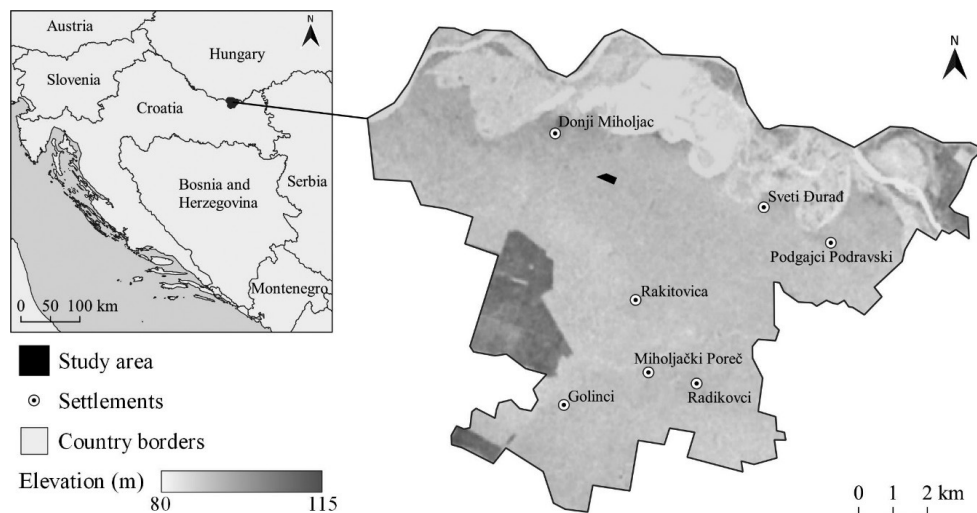 Austria
N
Hungary
Slovenia
Croatia
Bosnia and
Herzegovina
Serbia
Montenegro
0 50 100 km
Study area
Settlements
Country borders
Elevation (m)
80 115
N
Donji Miholjac
Sveti Đurađ
Podgajci Podravski
Rakitovica
Miholjački Poreč
Golinci
Radikovci
0 1 2 km